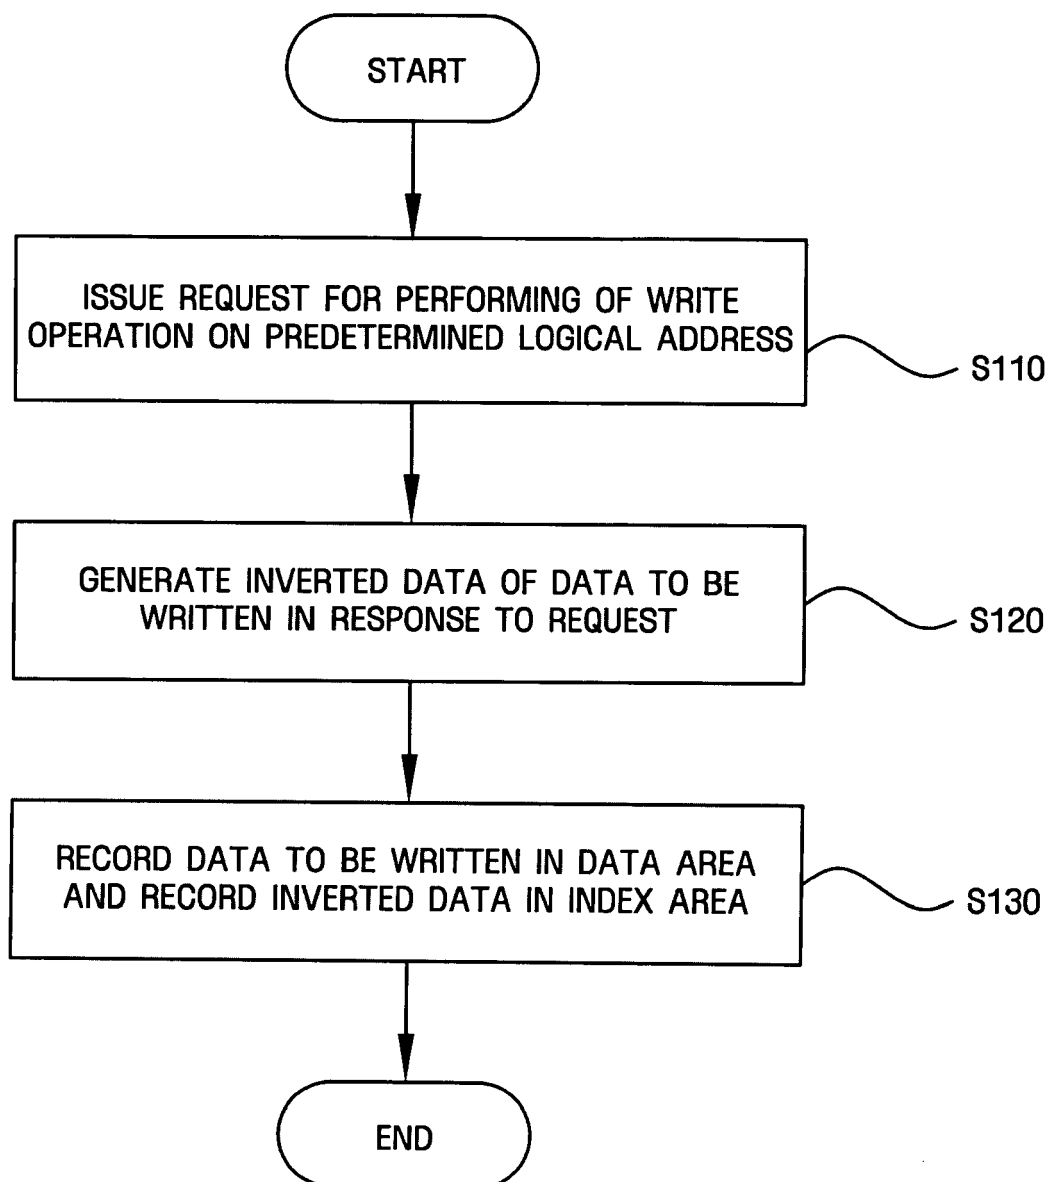 START
ISSUE REQUEST FOR PERFORMING OF WRITE
OPERATION ON PREDETERMINED LOGICAL ADDRESS
S110
GENERATE INVERTED DATA OF DATA TO BE
WRITTEN IN RESPONSE TO REQUEST
S120
RECORD DATA TO BE WRITTEN IN DATA AREA
AND RECORD INVERTED DATA IN INDEX AREA
S130
END